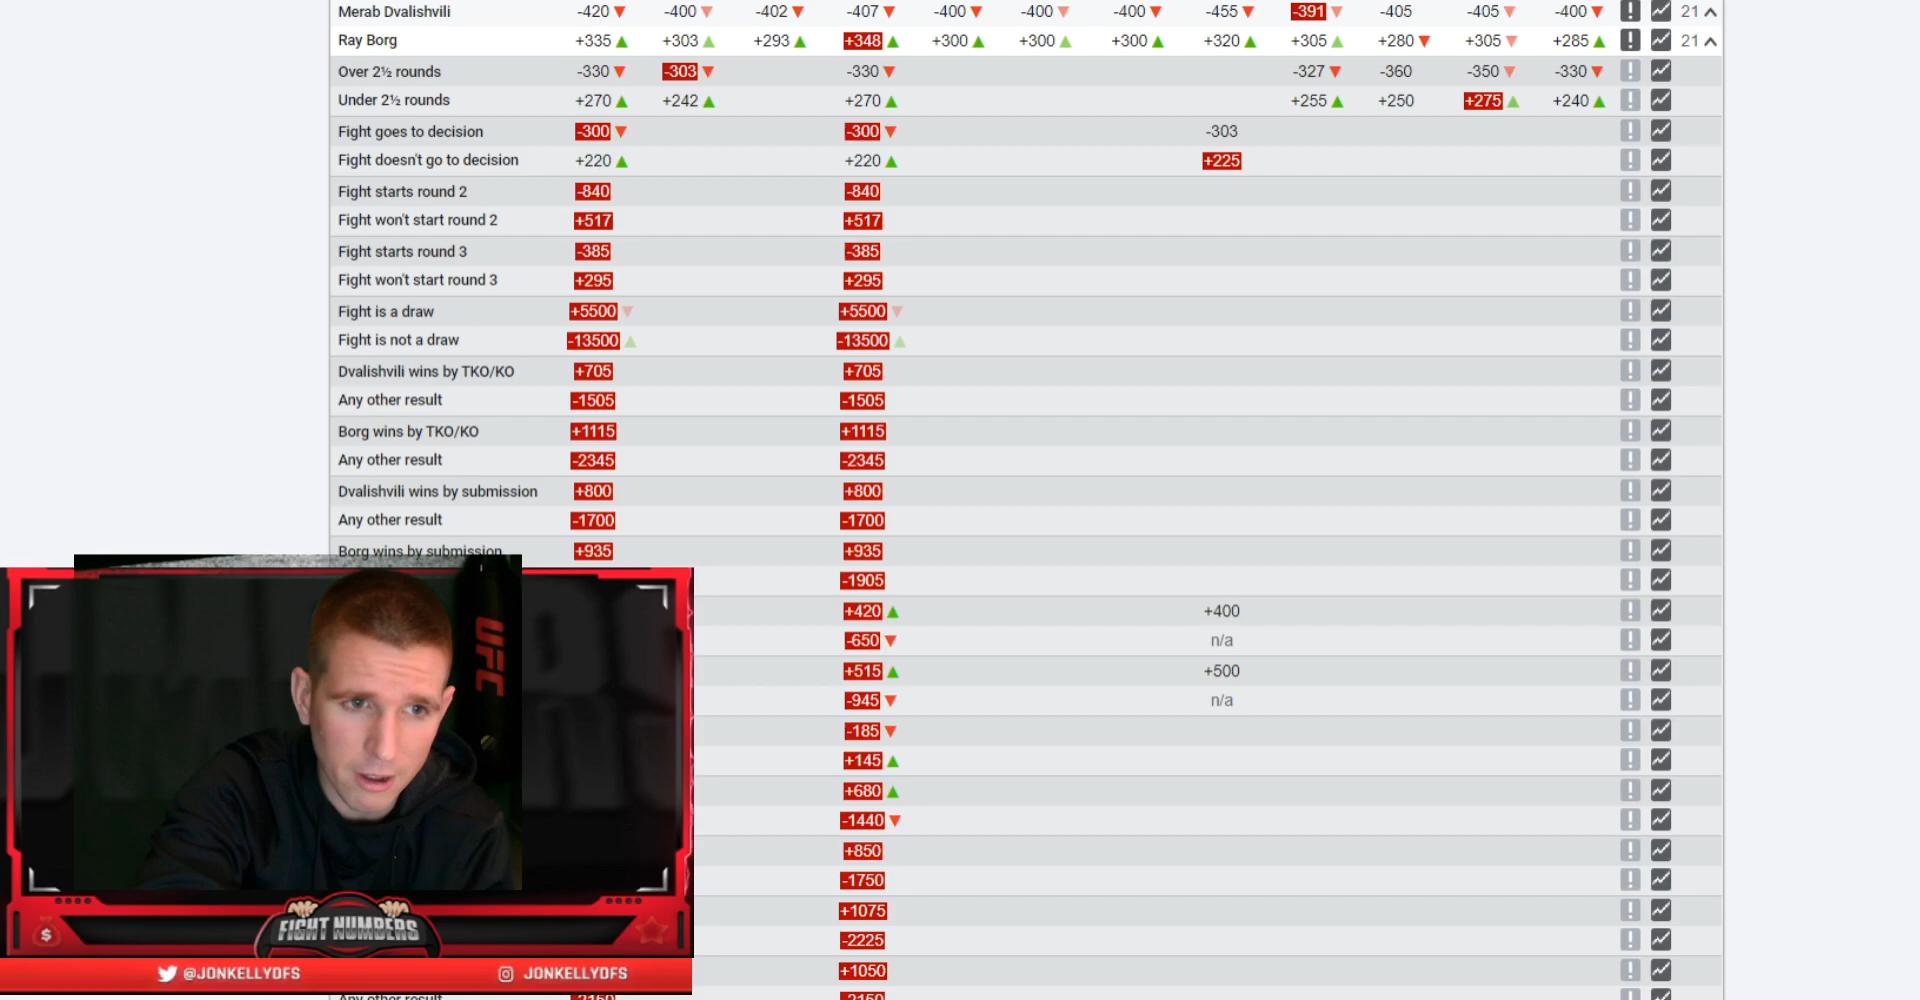 Merab Dvalishvili -420 ▼ -400 ▼ -402 ▼ -407 ▼ -400 ▼ -400 ▼ -400 ▼ -455 ▼ -391 ▼ -405 -405 ▼ -400 ▼ 21
Ray Borg +335 ▲ +303 ▲ +293 ▲ +348 ▲ +300 ▲ +300 ▲ +300 ▲ +320 ▲ +305 ▲ +280 ▼ +305 ▼ +285 ▲ 21
Over 2½ rounds -330 ▼ -303 ▼ -330 ▼ -327 ▼ -360 -350 ▼ -330 ▼
Under 2½ rounds +270 ▲ +242 ▲ +270 ▲ +255 ▲ +250 +275 ▲ +240 ▲
Fight goes to decision -300 ▼ -300 ▼ -303
Fight doesn't go to decision +220 ▲ +220 ▲ +225
Fight starts round 2 -840 -840
Fight won't start round 2 +517 +517
Fight starts round 3 -385 -385
Fight won't start round 3 +295 +295
Fight is a draw +5500 ▼ +5500 ▼
Fight is not a draw -13500 ▲ -13500 ▲
Dvalishvili wins by TKO/KO +705 +705
Any other result -1505 -1505
Borg wins by TKO/KO +1115 +1115
Any other result -2345 -2345
Dvalishvili wins by submission +800 +800
Any other result -1700 -1700
Borg wins by submission +935 +935
-1905
+420 ▲ +400
-650 ▼ n/a
+515 ▲ +500
-945 ▼ n/a
-185 ▼
+145 ▲
+680 ▲
-1440 ▼
+850
-1750
+1075
-2225
+1050
Any other result -2150 -2150
UFC
FIGHT NUMBERS
@JONKELLYDFS JONKELLYDFS